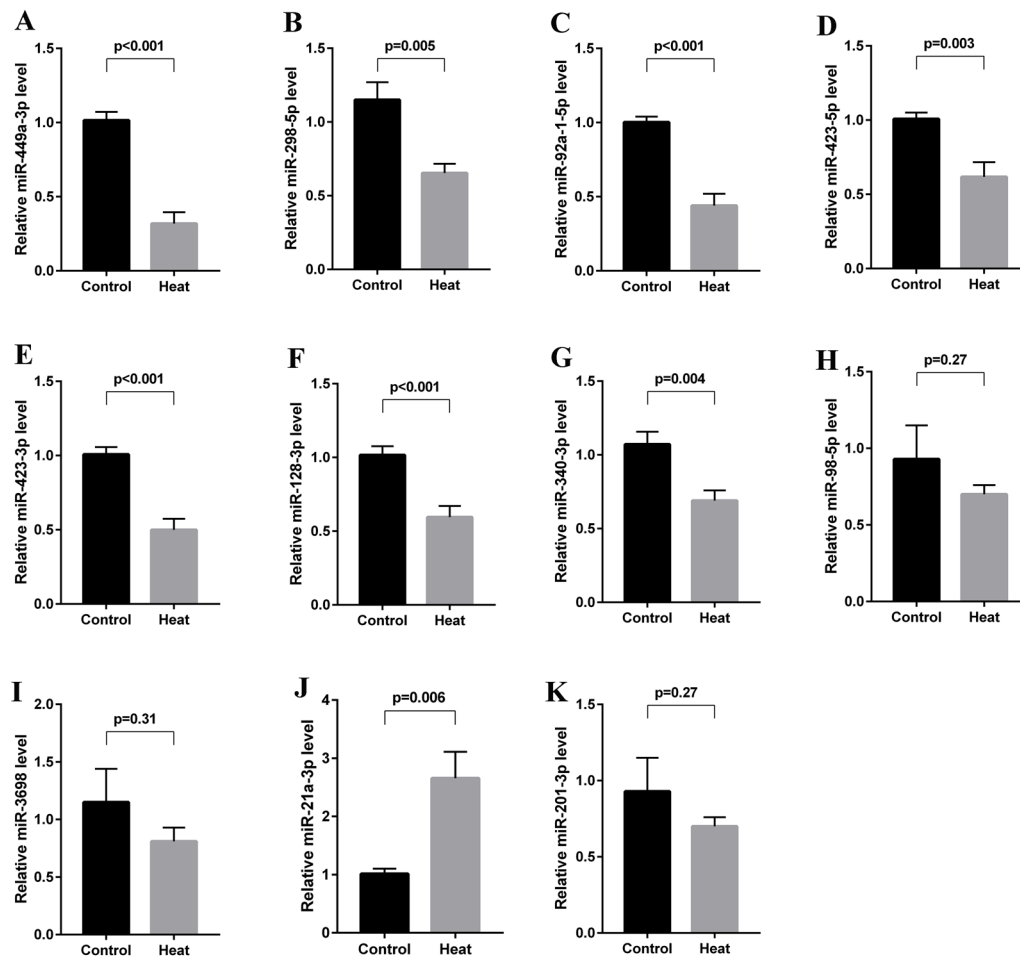 A
p<0.001
Relative miR-449a-3p level
1.5
1.0
0.5
0.0
Control Heat
B
p=0.005
Relative miR-298-5p level
1.5
1.0
0.5
0.0
Control Heat
C
p<0.001
Relative miR-92a-1-5p level
1.5
1.0
0.5
0.0
Control Heat
D
p=0.003
Relative miR-423-5p level
1.5
1.0
0.5
0.0
Control Heat
E
p<0.001
Relative miR-423-3p level
1.5
1.0
0.5
0.0
Control Heat
F
p<0.001
Relative miR-128-3p level
1.5
1.0
0.5
0.0
Control Heat
G
p=0.004
Relative miR-340-3p level
1.5
1.0
0.5
0.0
Control Heat
H
p=0.27
Relative miR-98-5p level
1.5
1.0
0.5
0.0
Control Heat
I
p=0.31
Relative miR-3698 level
2.0
1.5
1.0
0.5
0.0
Control Heat
J
p=0.006
Relative miR-21a-3p level
4
3
2
1
0
Control Heat
K
p=0.27
Relative miR-201-3p level
1.5
1.0
0.5
0.0
Control Heat